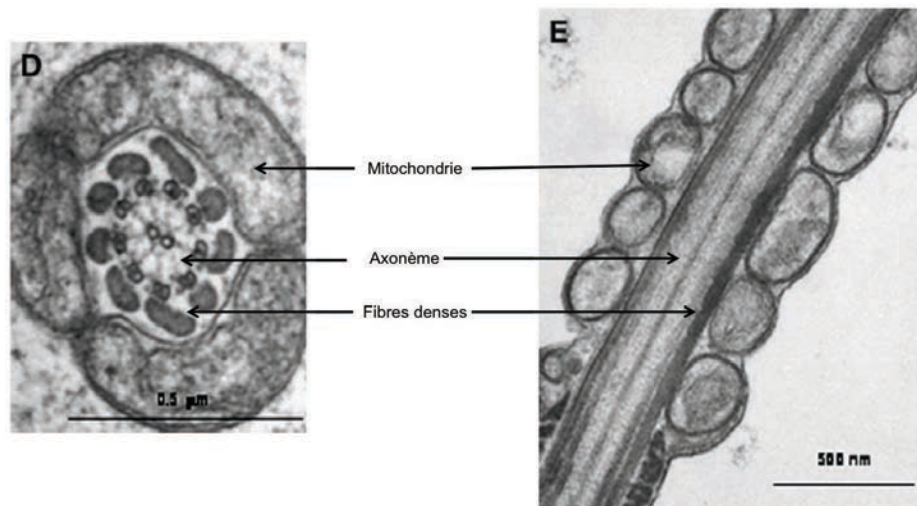 D
E
Mitochondrie
Axonème
Fibres denses
0.5 µm
500 nm